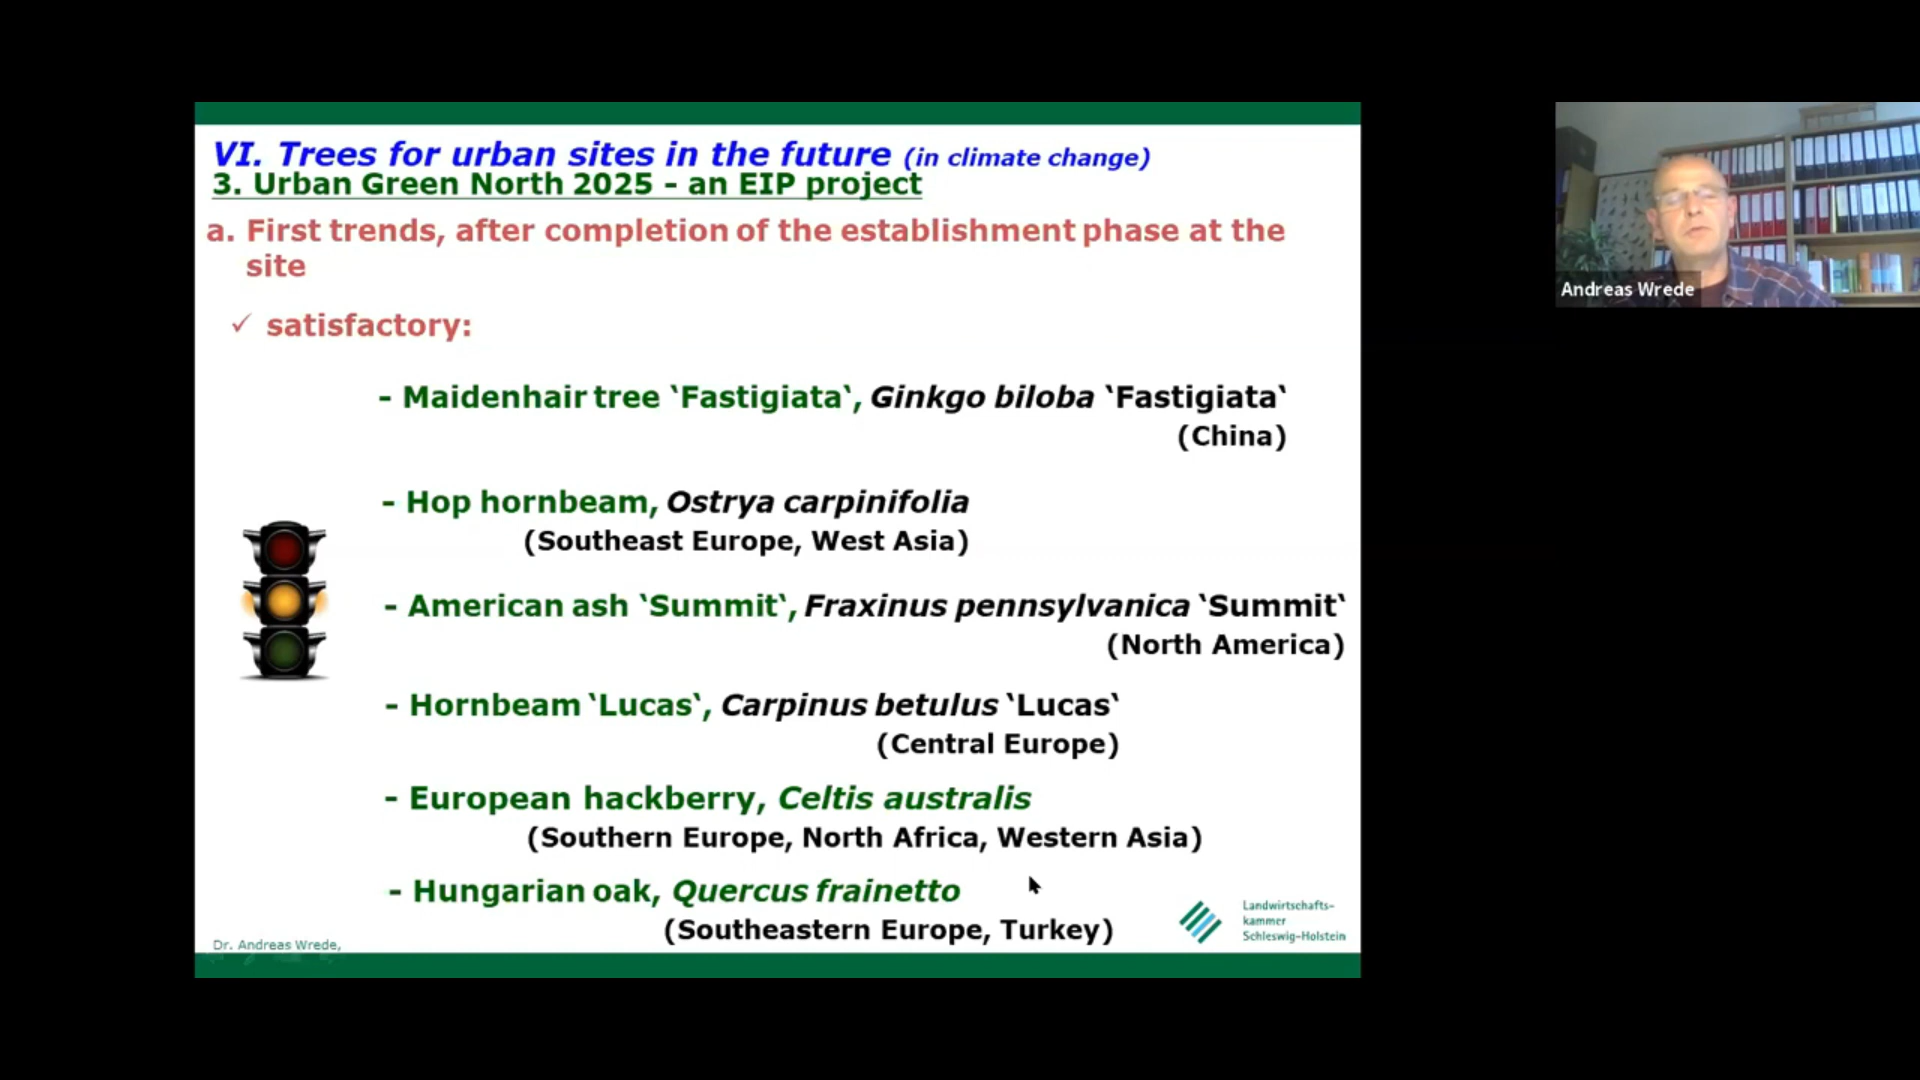 VI. Trees for urban sites in the future (in climate change)
3. Urban Green North 2025 – an EIP project
a. First trends, after completion of the establishment phase at the
site
✓ satisfactory:
- Maidenhair tree ‛Fastigiata‛, Ginkgo biloba ‛Fastigiata‛
(China)
- Hop hornbeam, Ostrya carpinifolia
(Southeast Europe, West Asia)
- American ash ‛Summit‛, Fraxinus pennsylvanica ‛Summit‛
(North America)
- Hornbeam ‛Lucas‛, Carpinus betulus ‛Lucas‛
(Central Europe)
- European hackberry, Celtis australis
(Southern Europe, North Africa, Western Asia)
- Hungarian oak, Quercus frainetto
(Southeastern Europe, Turkey)
Dr. Andreas Wrede,
Landwirtschafts-
kammer
Schleswig-Holstein
Andreas Wrede